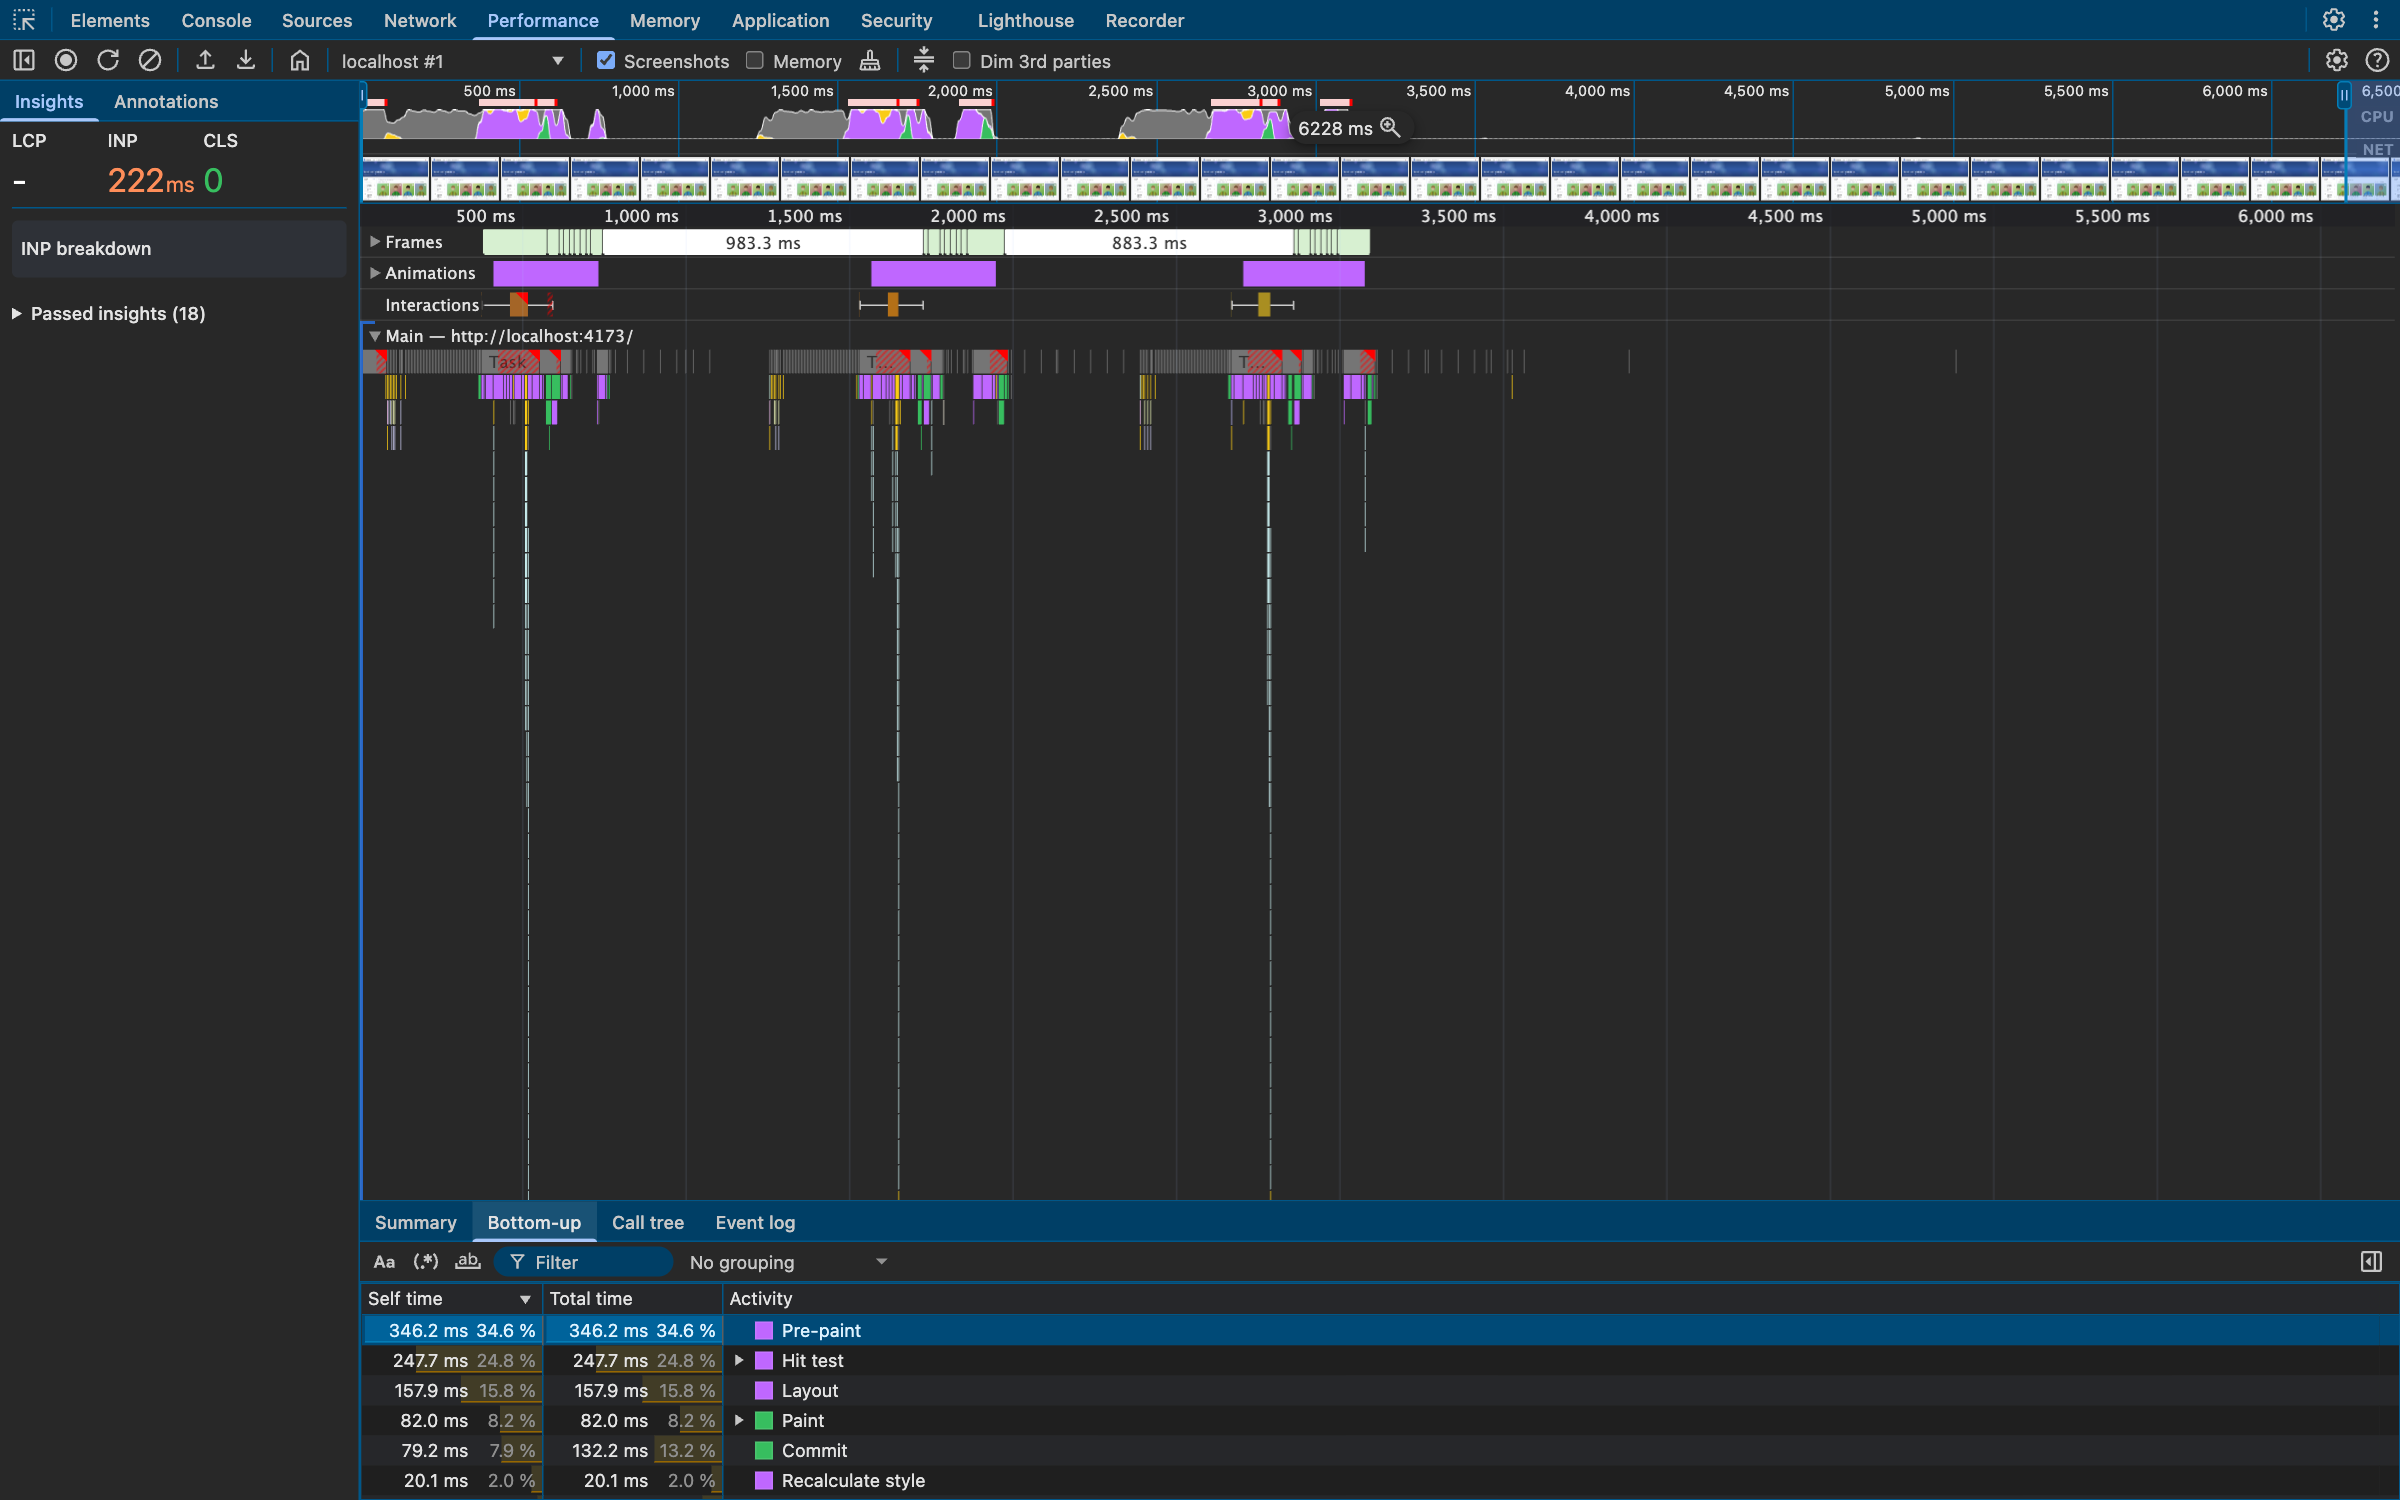 Elements Console Sources Network Performance Memory Application Security Lighthouse Recorder
localhost #1 Screenshots Memory Dim 3rd parties
Insights Annotations
LCP INP CLS
- 222ms 0
INP breakdown
Passed insights (18)
500 ms 1,000 ms 1,500 ms 2,000 ms 2,500 ms 3,000 ms 3,500 ms 4,000 ms 4,500 ms 5,000 ms 5,500 ms 6,000 ms 6,500
CPU
6228 ms
NET
500 ms 1,000 ms 1,500 ms 2,000 ms 2,500 ms 3,000 ms 3,500 ms 4,000 ms 4,500 ms 5,000 ms 5,500 ms 6,000 ms
Frames 983.3 ms 883.3 ms
Animations
Interactions
Main — http://localhost:4173/
Task T... T...
Summary Bottom-up Call tree Event log
Aa (.*) ab Filter No grouping
Self time Total time Activity
346.2 ms 34.6 % 346.2 ms 34.6 % Pre-paint
247.7 ms 24.8 % 247.7 ms 24.8 % Hit test
157.9 ms 15.8 % 157.9 ms 15.8 % Layout
82.0 ms 8.2 % 82.0 ms 8.2 % Paint
79.2 ms 7.9 % 132.2 ms 13.2 % Commit
20.1 ms 2.0 % 20.1 ms 2.0 % Recalculate style